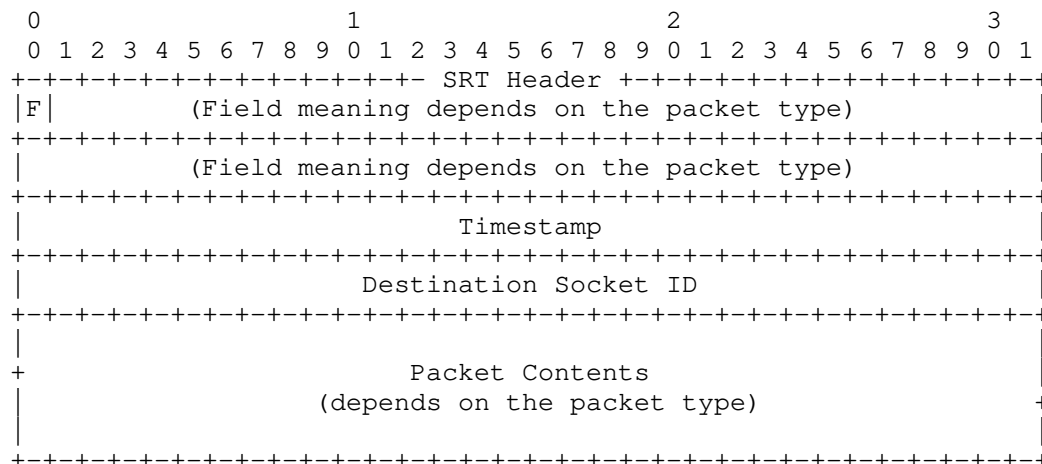 0                   1                   2                   3
 0 1 2 3 4 5 6 7 8 9 0 1 2 3 4 5 6 7 8 9 0 1 2 3 4 5 6 7 8 9 0 1
+-+-+-+-+-+-+-+-+-+-+-+-+- SRT Header +-+-+-+-+-+-+-+-+-+-+-+-+-+
|F|        (Field meaning depends on the packet type)           |
+-+-+-+-+-+-+-+-+-+-+-+-+-+-+-+-+-+-+-+-+-+-+-+-+-+-+-+-+-+-+-+-+
|          (Field meaning depends on the packet type)           |
+-+-+-+-+-+-+-+-+-+-+-+-+-+-+-+-+-+-+-+-+-+-+-+-+-+-+-+-+-+-+-+-+
|                           Timestamp                           |
+-+-+-+-+-+-+-+-+-+-+-+-+-+-+-+-+-+-+-+-+-+-+-+-+-+-+-+-+-+-+-+-+
|                     Destination Socket ID                     |
+-+-+-+-+-+-+-+-+-+-+-+-+-+-+-+-+-+-+-+-+-+-+-+-+-+-+-+-+-+-+-+-+
|                                                               |
+                        Packet Contents                        |
|                  (depends on the packet type)                 +
|                                                               |
+-+-+-+-+-+-+-+-+-+-+-+-+-+-+-+-+-+-+-+-+-+-+-+-+-+-+-+-+-+-+-+-+